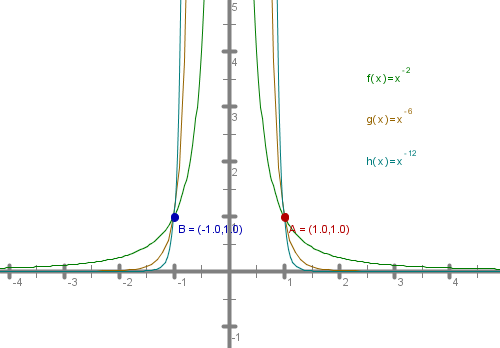 5
4
3
f(x)=x⁻²
g(x)=x⁻⁶
h(x)=x⁻¹²
2
B = (-1.0,1.0)
A = (1.0,1.0)
-4 -3 -2 -1 1 2 3 4
-1